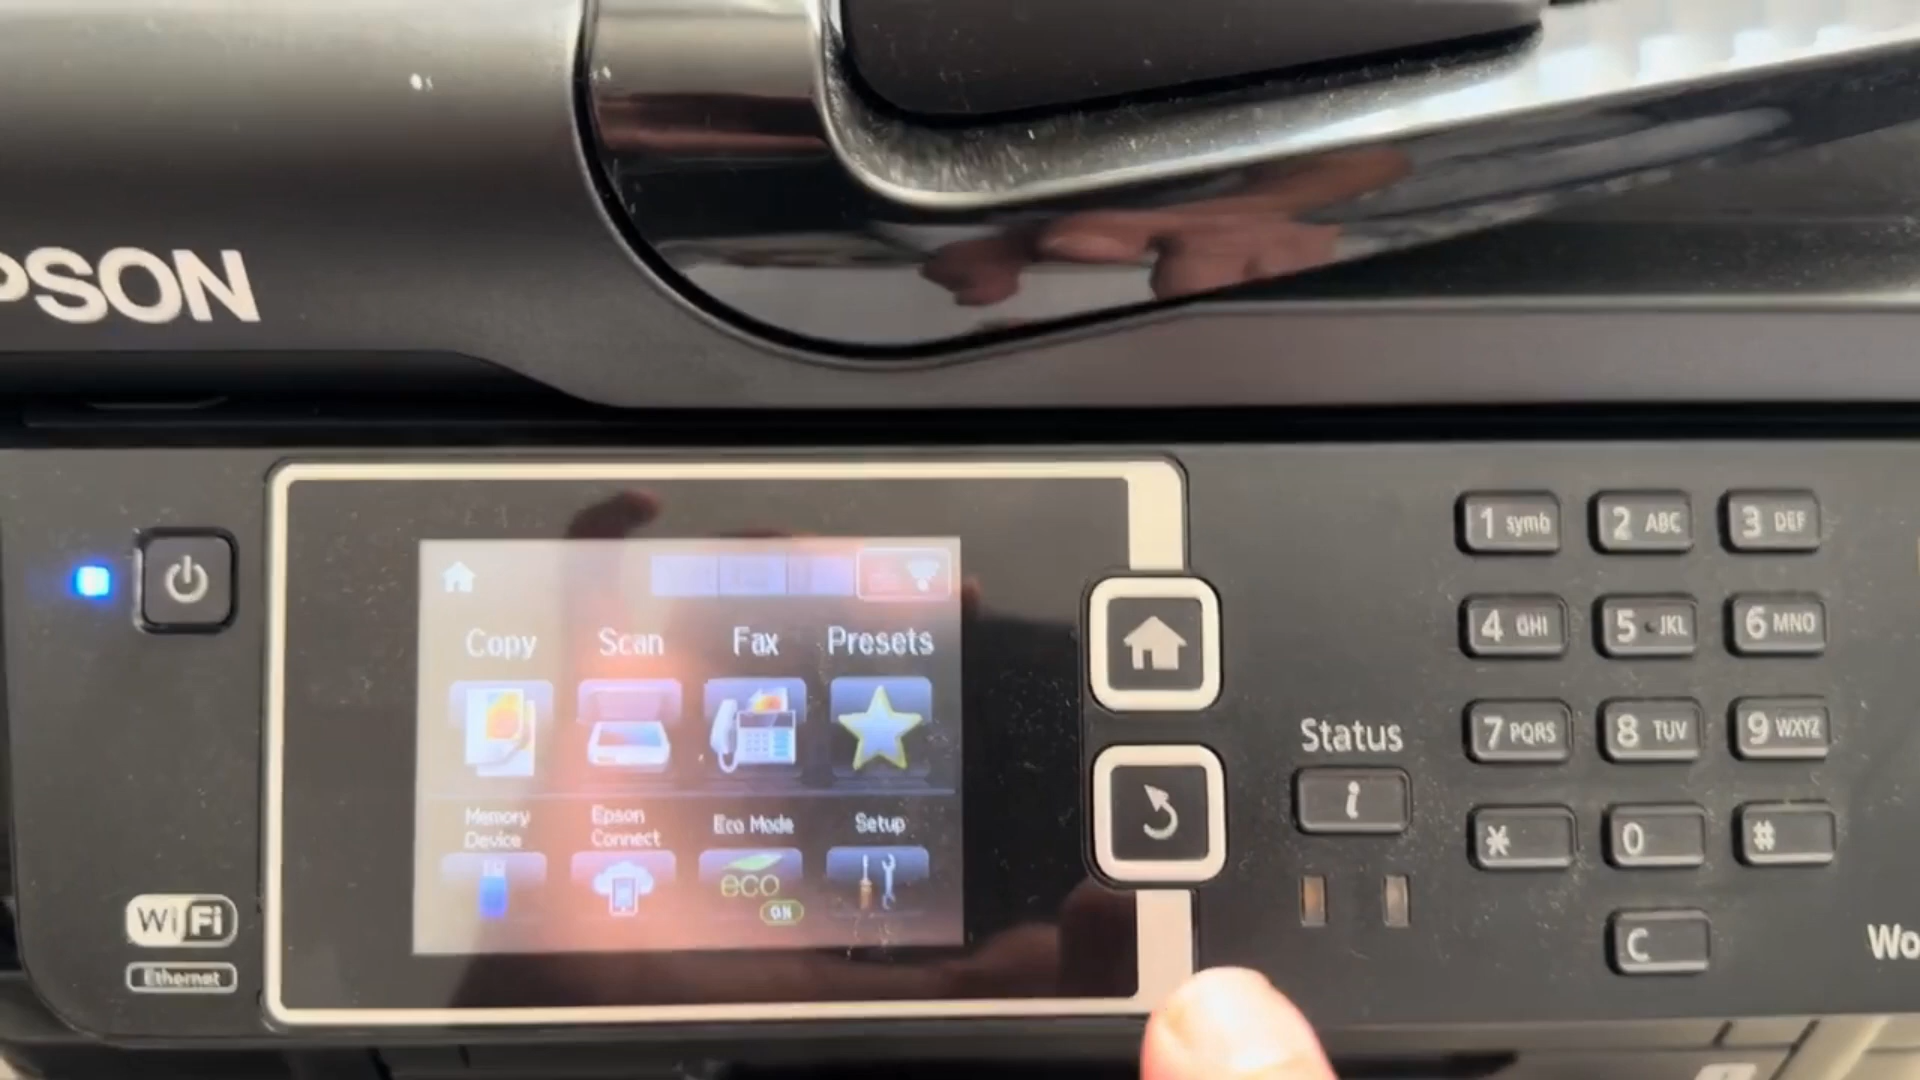 PSON
Copy Scan Fax Presets
Memory Device
Epson Connect
Eco Mode
eco
ON
Setup
WiFi
Ethernet
Status
i
1 symb 2 ABC 3 DEF
4 GHI 5 JKL 6 MNO
7 PQRS 8 TUV 9 WXYZ
* 0 #
C
Wo